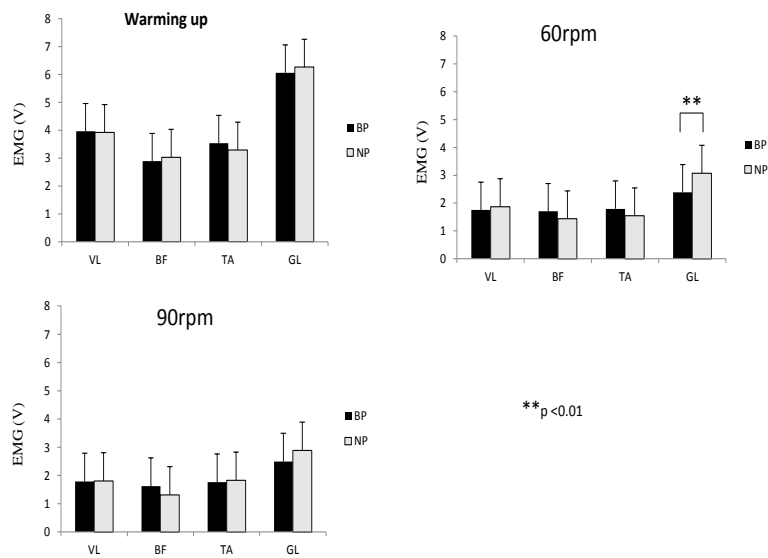 Warming up
8
7
6
5
4
3
2
1
0
EMG (V)
VL BF TA GL
BP
NP
60rpm
8
7
6
5
4
3
2
1
0
EMG (V)
**
VL BF TA GL
BP
NP
90rpm
8
7
6
5
4
3
2
1
0
EMG (V)
VL BF TA GL
BP
NP
**p <0.01